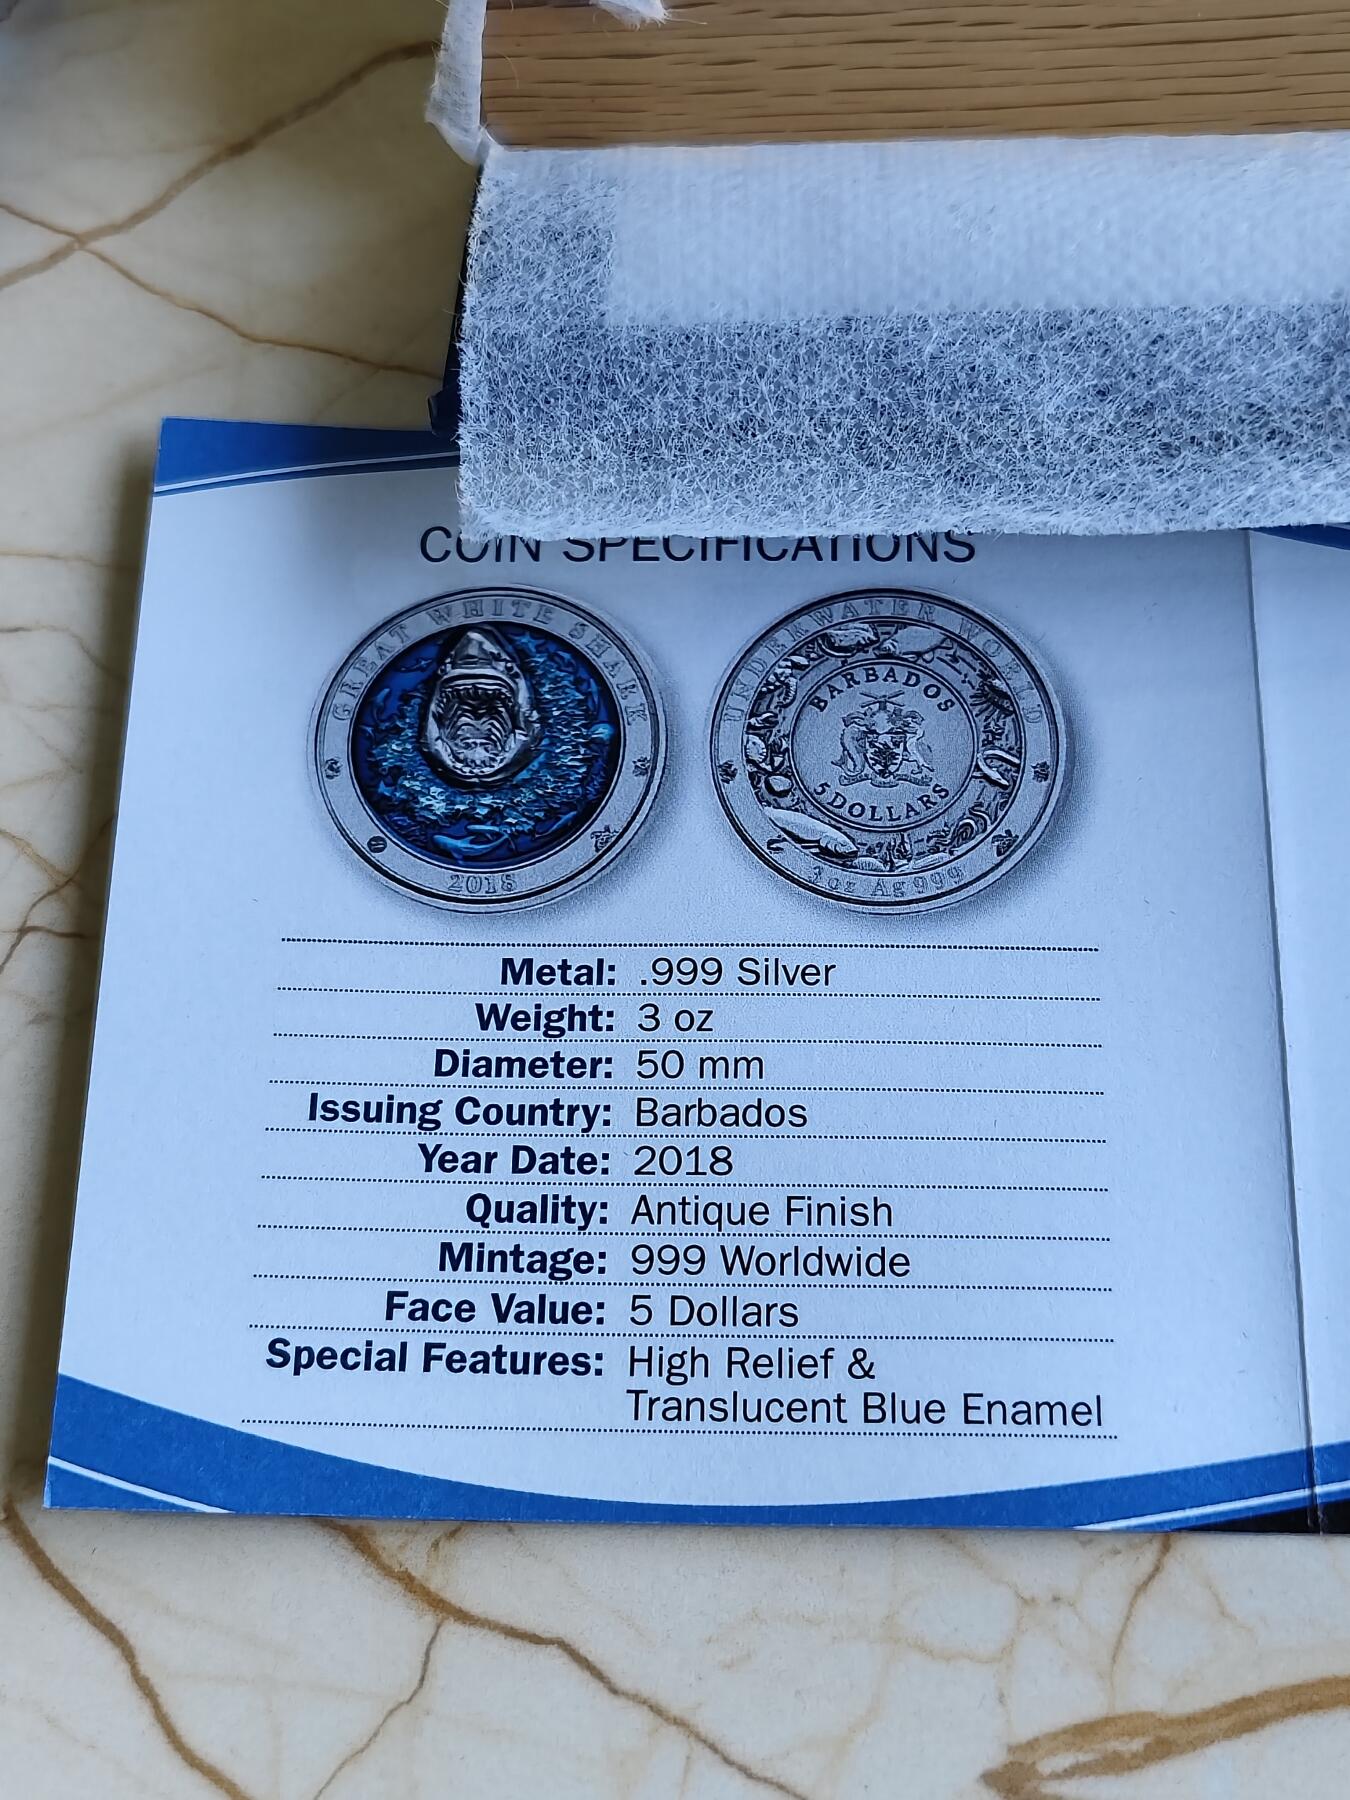 COIN SPECIFICATIONS
GREAT WHITE SHARK
2018
UNDERWATER WORLD
BARBADOS
5 DOLLARS
3 oz Ag 999
Metal: .999 Silver
Weight: 3 oz
Diameter: 50 mm
Issuing Country: Barbados
Year Date: 2018
Quality: Antique Finish
Mintage: 999 Worldwide
Face Value: 5 Dollars
Special Features: High Relief &
Translucent Blue Enamel